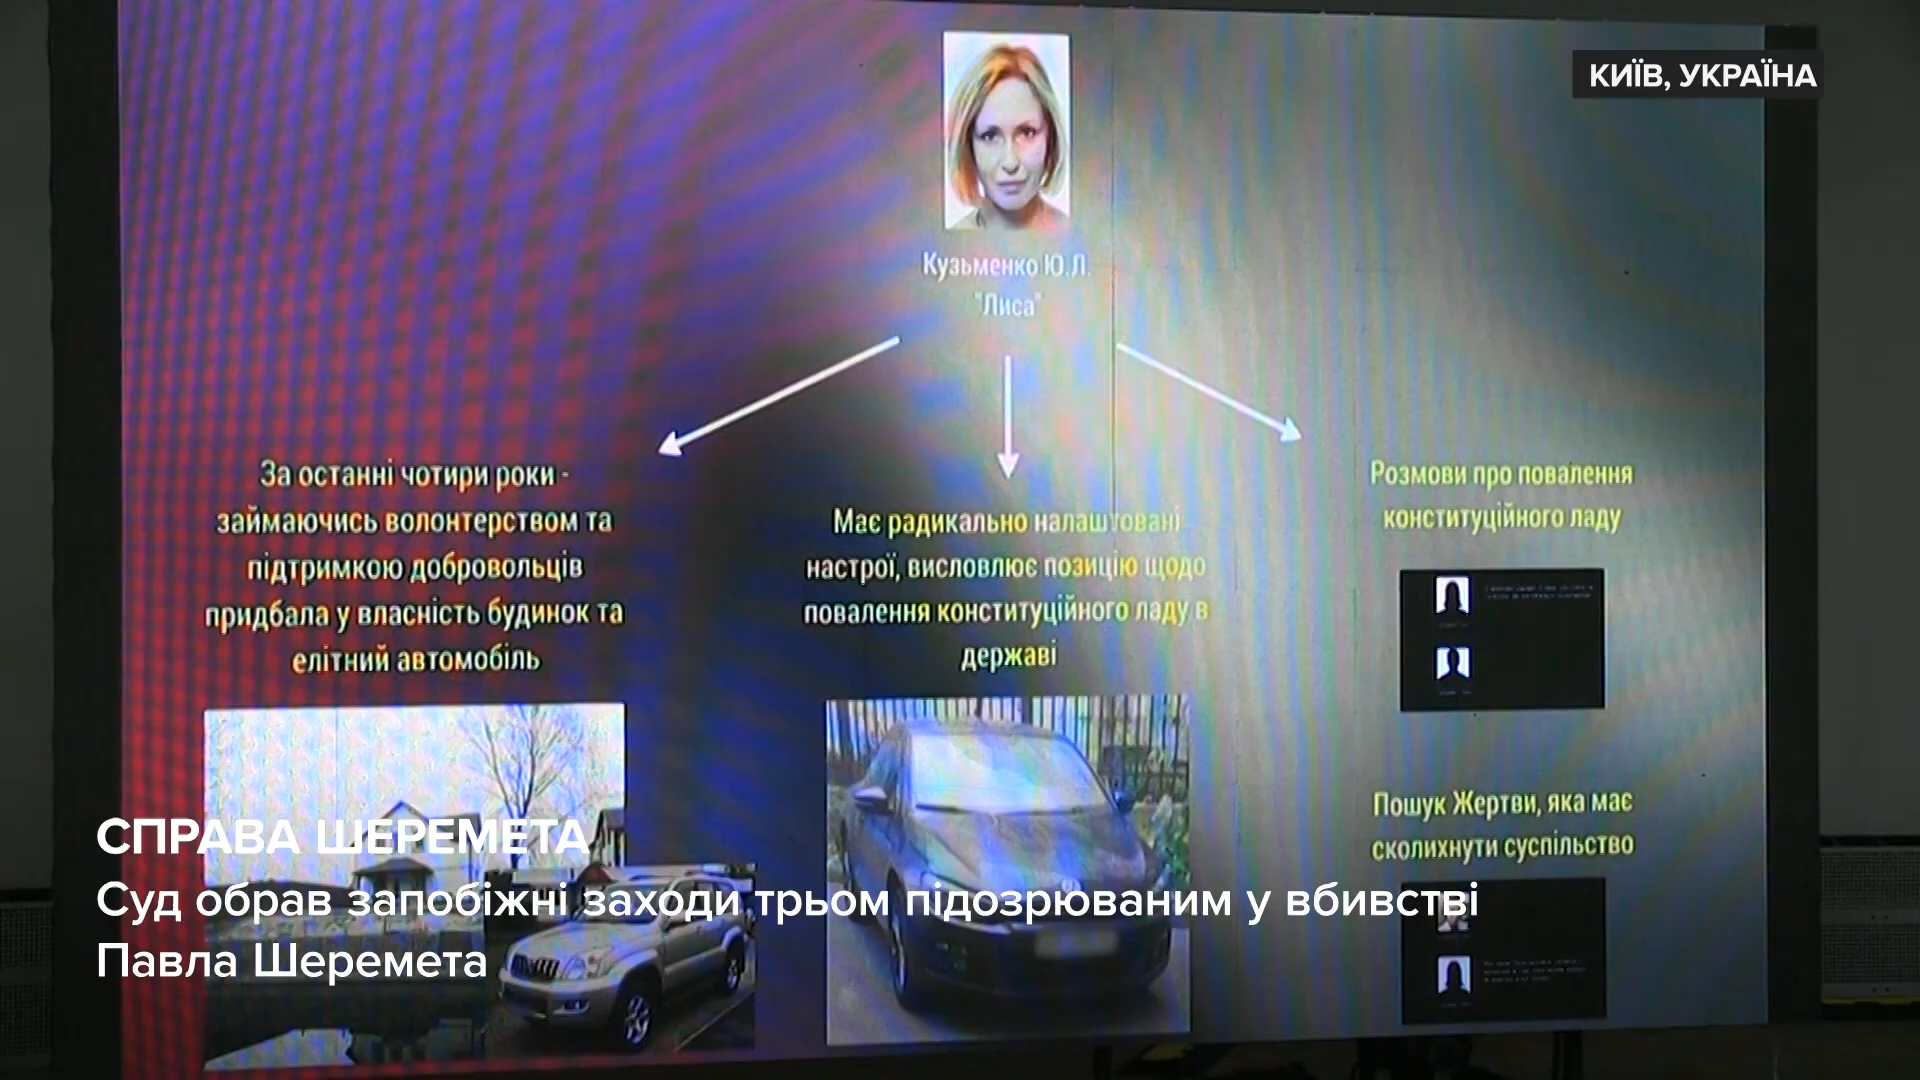 КИЇВ, УКРАЇНА
Кузьменко Ю.Л.
"Лиса"
За останні чотири роки -
займаючись волонтерством та
підтримкою добровольців
придбала у власність будинок та
елітний автомобіль
Має радикально налаштовані
настрої, висловлює позицію щодо
повалення конституційного ладу в
державі
Розмови про повалення
конституційного ладу
Пошук Жертви, яка має
сколихнути суспільство
СПРАВА ШЕРЕМЕТА
Суд обрав запобіжні заходи трьом підозрюваним у вбивстві
Павла Шеремета